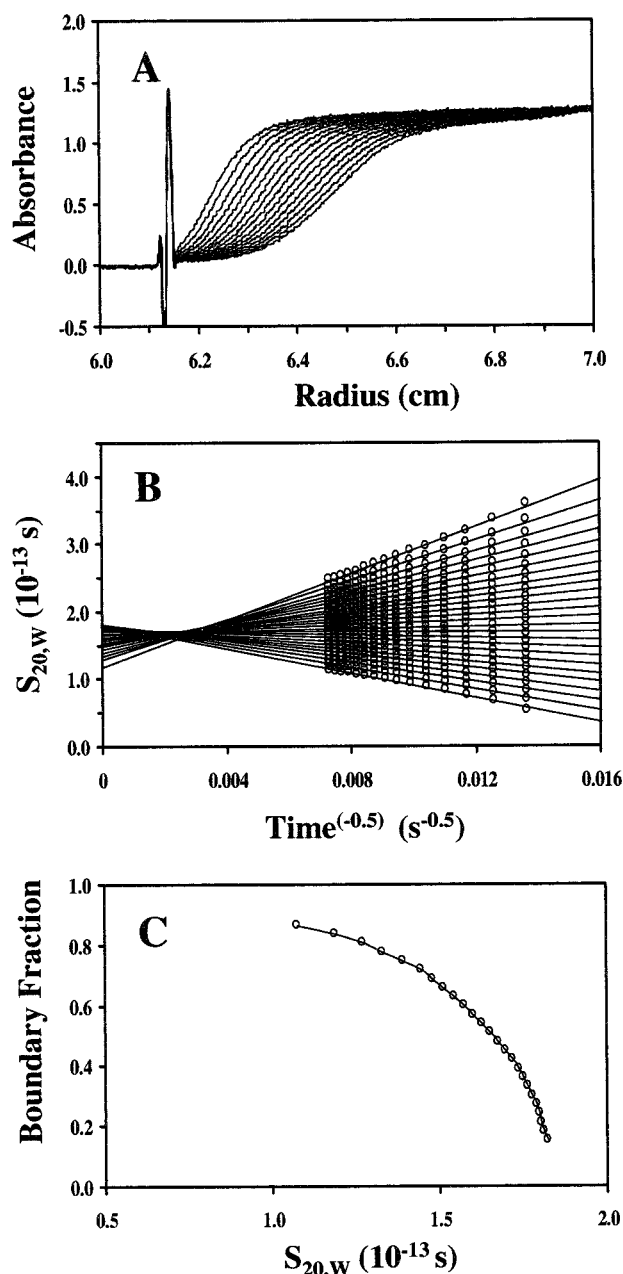 A
Absorbance
2.0
1.5
1.0
0.5
0.0
-0.5
6.0 6.2 6.4 6.6 6.8 7.0
Radius (cm)
B
S20,W (10-13 s)
4.0
3.0
2.0
1.0
0.0
0 0.004 0.008 0.012 0.016
Time(-0.5) (s-0.5)
C
Boundary Fraction
1.0
0.8
0.6
0.4
0.2
0.0
0.5 1.0 1.5 2.0
S20,W (10-13 s)